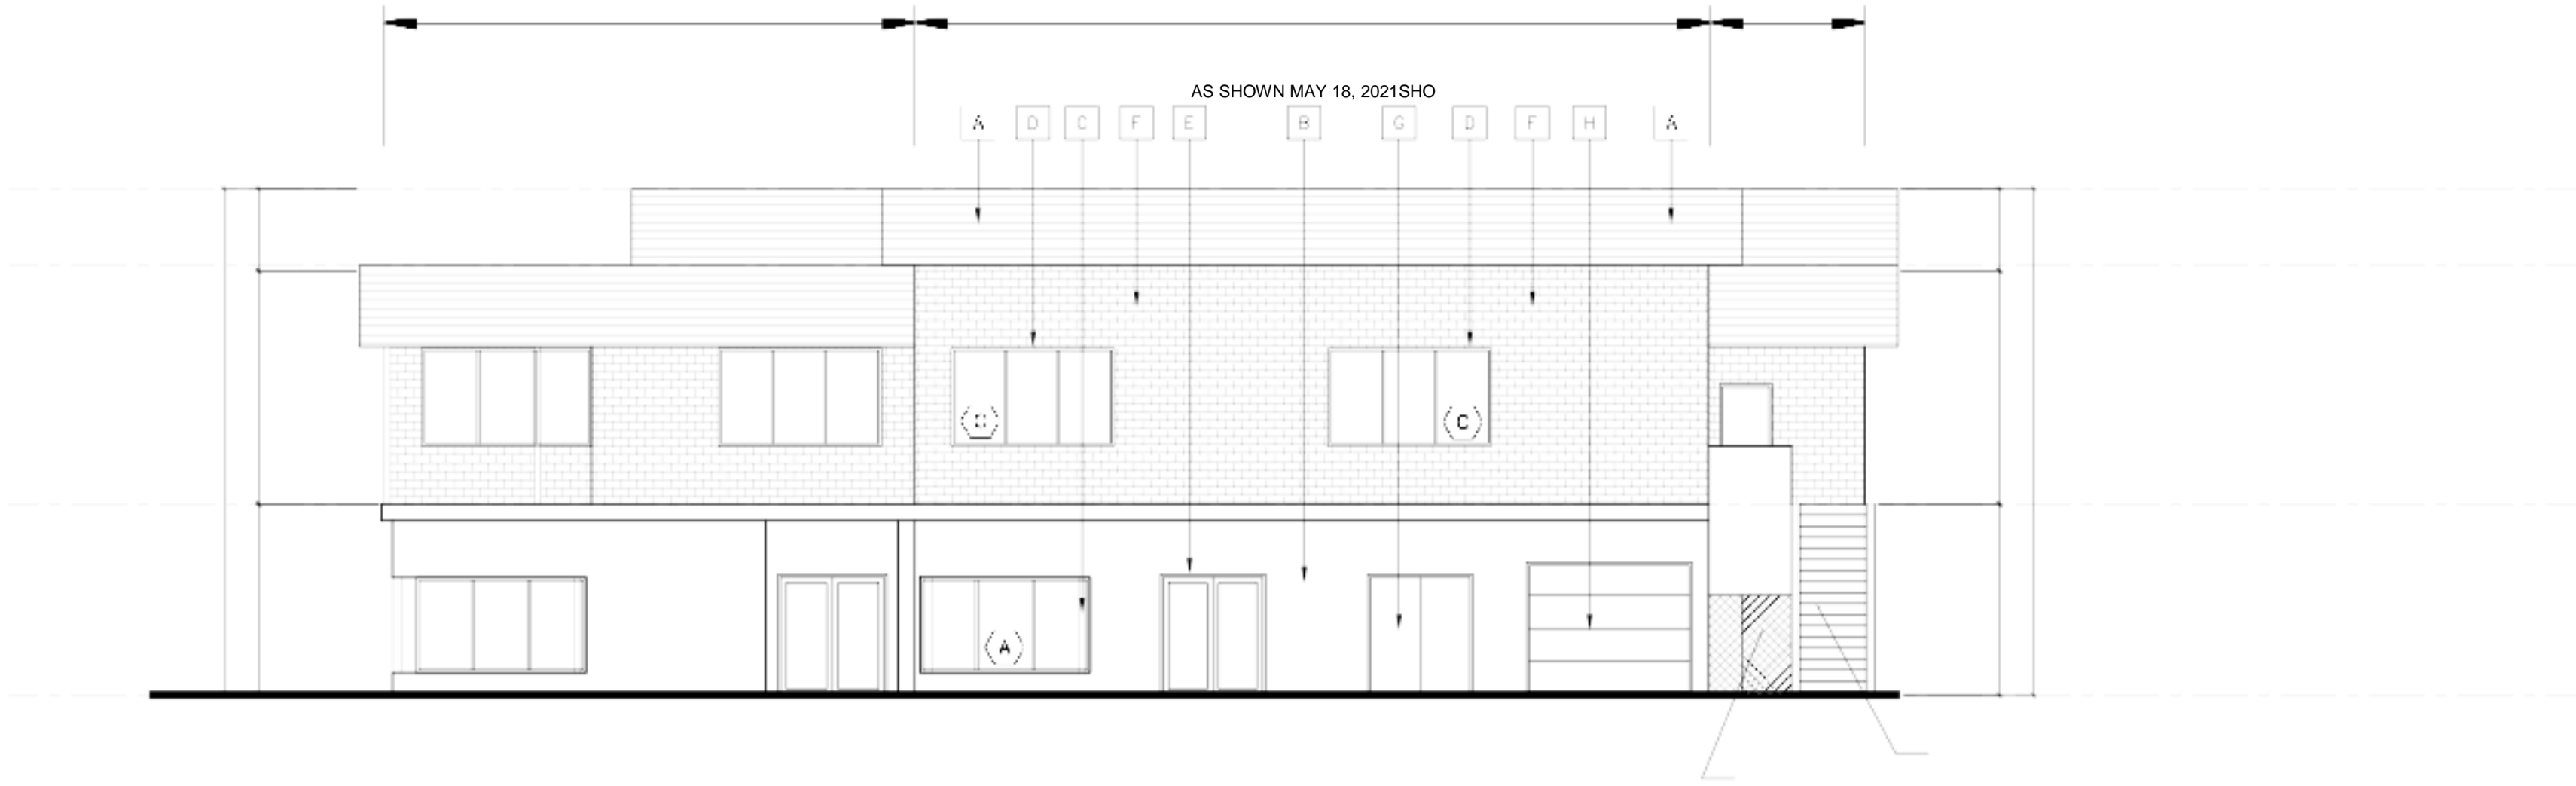 AS SHOWN MAY 18, 2021SHO
A D C F E B G D F H A
C
A